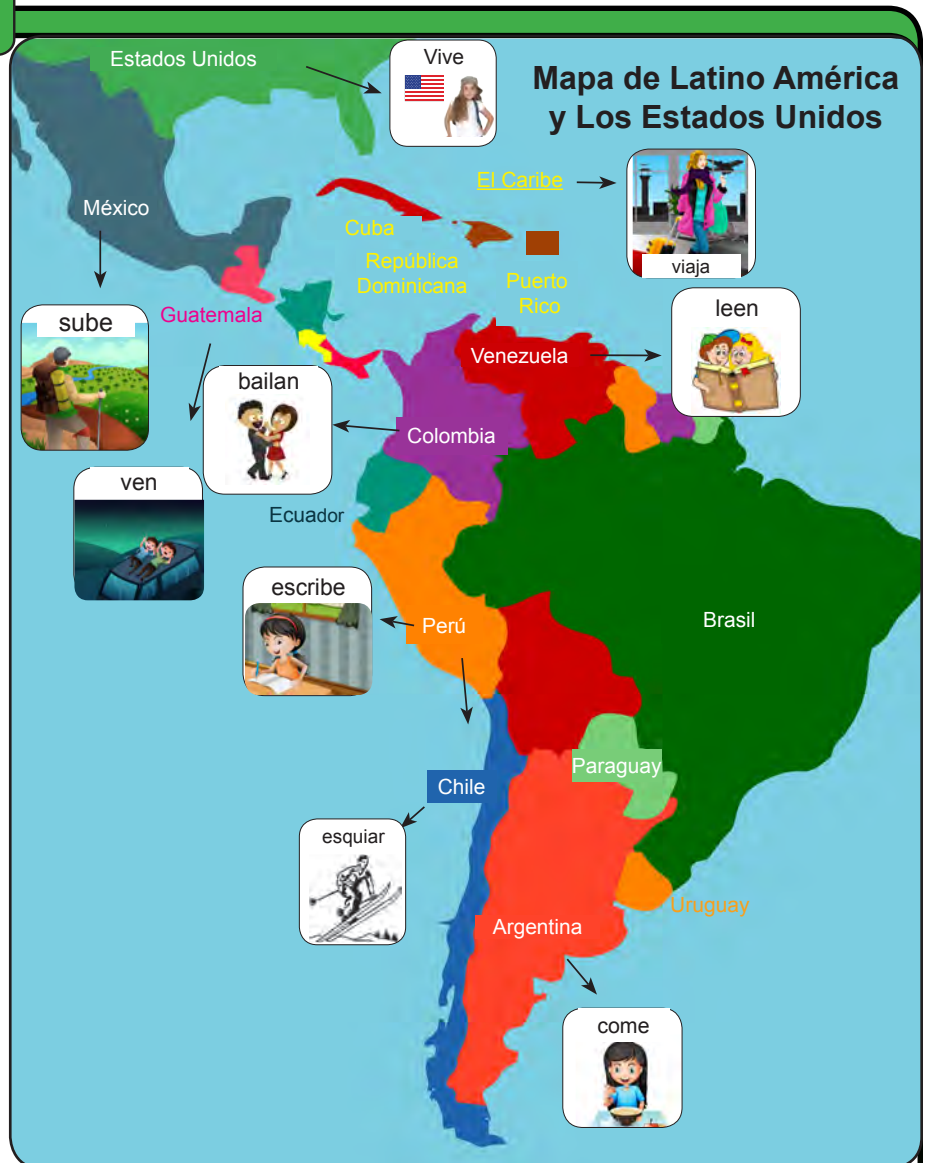 Mapa de Latino América
y Los Estados Unidos
Estados Unidos
Vive
El Caribe
viaja
México
Cuba
República
Dominicana
Puerto
Rico
sube
Guatemala
leen
Venezuela
bailan
Colombia
ven
Ecuador
escribe
Perú
Brasil
Paraguay
Chile
esquiar
Uruguay
Argentina
come